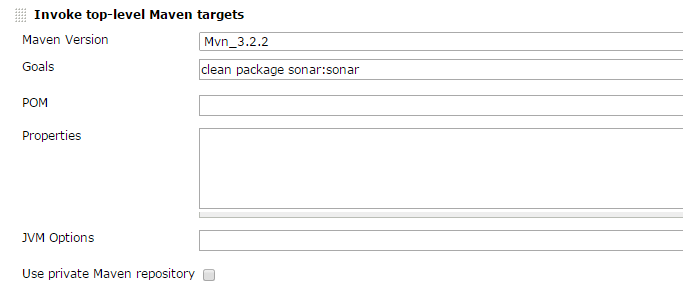 Invoke top-level Maven targets
Maven Version Mvn_3.2.2
Goals clean package sonar:sonar
POM
Properties
JVM Options
Use private Maven repository